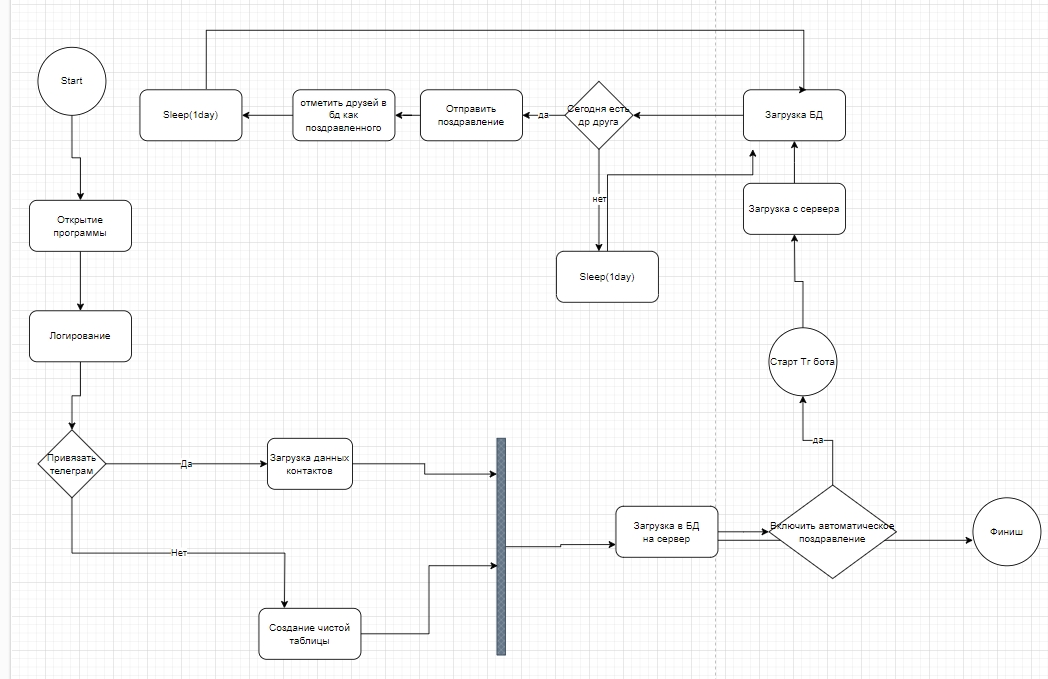 Start
Sleep(1day)
отметить друзей в
бд как
поздравленного
Отправить
поздравление
да
Сегодня есть
др друга
Загрузка БД
нет
Загрузка с сервера
Открытие
программы
Sleep(1day)
Логирование
Старт Тг бота
да
Привязать
телеграм
Да
Загрузка данных
контактов
Загрузка в БД
на сервер
Включить автоматическое
поздравление
Финиш
Нет
Создание чистой
таблицы